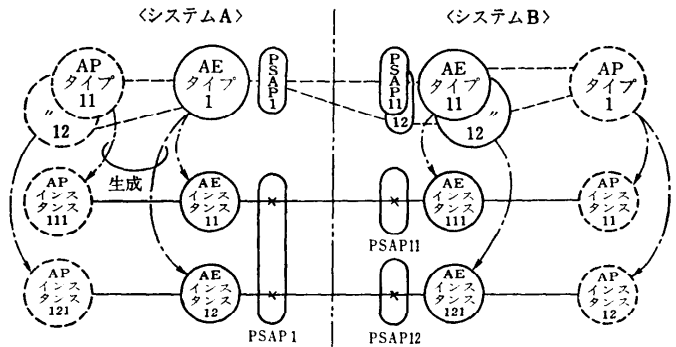 〈システムA〉
〈システムB〉
AP
タイプ
11
〃
12
AE
タイプ
1
PSAP1
PSAP11
12
AE
タイプ
11
〃
12
AP
タイプ
1
生成
AP
インス
タンス
111
AE
インス
タンス
11
PSAP11
AE
インス
タンス
111
AP
インス
タンス
11
AP
インス
タンス
121
AE
インス
タンス
12
PSAP1
PSAP12
AE
インス
タンス
121
AP
インス
タンス
12